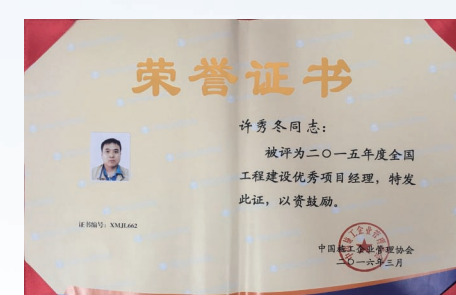 荣誉证书
许秀冬同志：
被评为二〇一五年度全国
工程建设优秀项目经理，特发
此证，以资鼓励。
证书编号：XMJL662
中国施工企业管理协会
二〇一六年三月